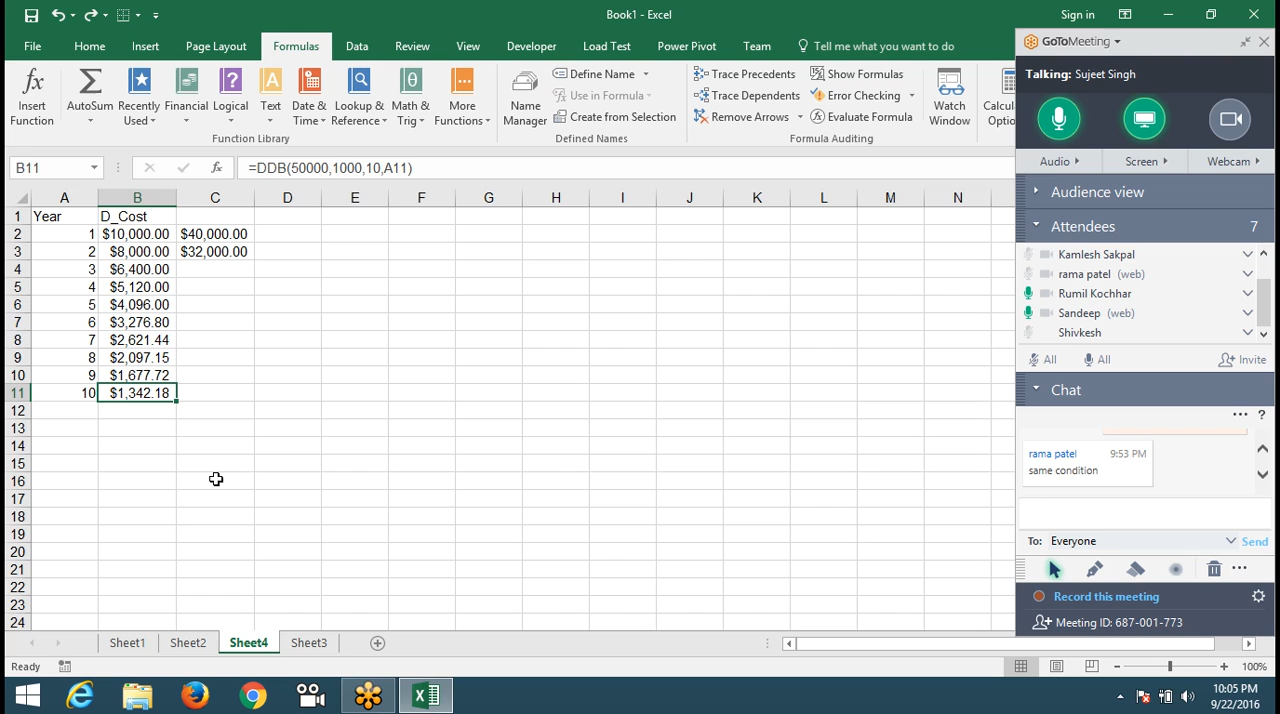 Book1 - Excel
Sign in
File Home Insert Page Layout Formulas Data Review View Developer Load Test Power Pivot Team Tell me what you want to do
Insert Function
AutoSum
Recently Used
Financial
Logical
Text
Date & Time
Lookup & Reference
Math & Trig
More Functions
Function Library
Name Manager
Define Name
Use in Formula
Create from Selection
Defined Names
Trace Precedents
Trace Dependents
Remove Arrows
Show Formulas
Error Checking
Evaluate Formula
Formula Auditing
Watch Window
B11
fx
=DDB(50000,1000,10,A11)
A B C D E F G H I J K L M N
1 Year D_Cost
2 1 $10,000.00 $40,000.00
3 2 $8,000.00 $32,000.00
4 3 $6,400.00
5 4 $5,120.00
6 5 $4,096.00
7 6 $3,276.80
8 7 $2,621.44
9 8 $2,097.15
10 9 $1,677.72
11 10 $1,342.18
12
13
14
15
16
17
18
19
20
21
22
23
24
Sheet1 Sheet2 Sheet4 Sheet3
Ready
100%
GoToMeeting
Talking: Sujeet Singh
Audio Screen Webcam
Audience view
Attendees 7
Kamlesh Sakpal
rama patel (web)
Rumil Kochhar
Sandeep (web)
Shivkesh
All All Invite
Chat
... ?
rama patel 9:53 PM
same condition
To: Everyone Send
Record this meeting
Meeting ID: 687-001-773
10:05 PM
9/22/2016